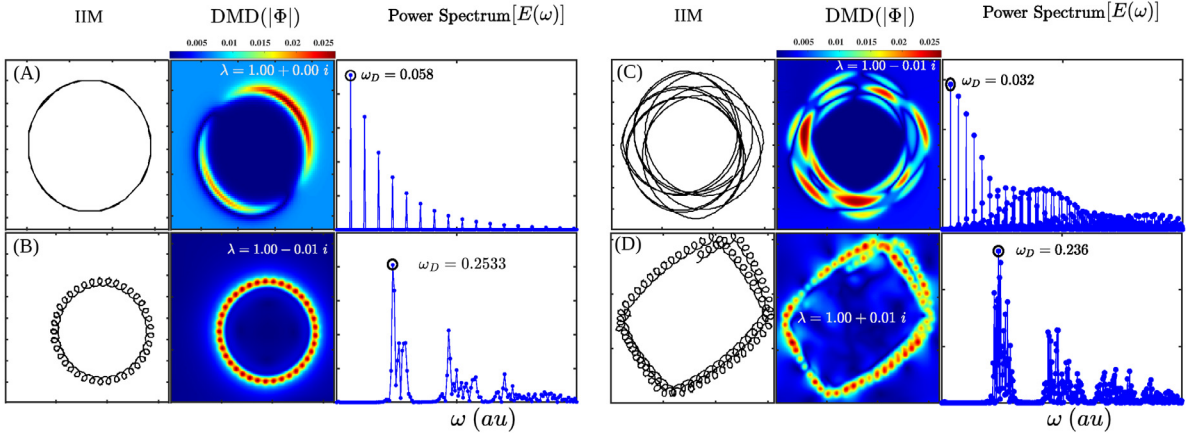 IIM DMD(|Φ|) Power Spectrum[E(ω)] IIM DMD(|Φ|) Power Spectrum[E(ω)]
0.005 0.01 0.015 0.02 0.025 0.005 0.01 0.015 0.02 0.025
(A) λ = 1.00 + 0.00 i ω_D = 0.058 (C) λ = 1.00 − 0.01 i ω_D = 0.032
(B) λ = 1.00 − 0.01 i ω_D = 0.2533 (D) λ = 1.00 + 0.01 i ω_D = 0.236
ω (au) ω (au)